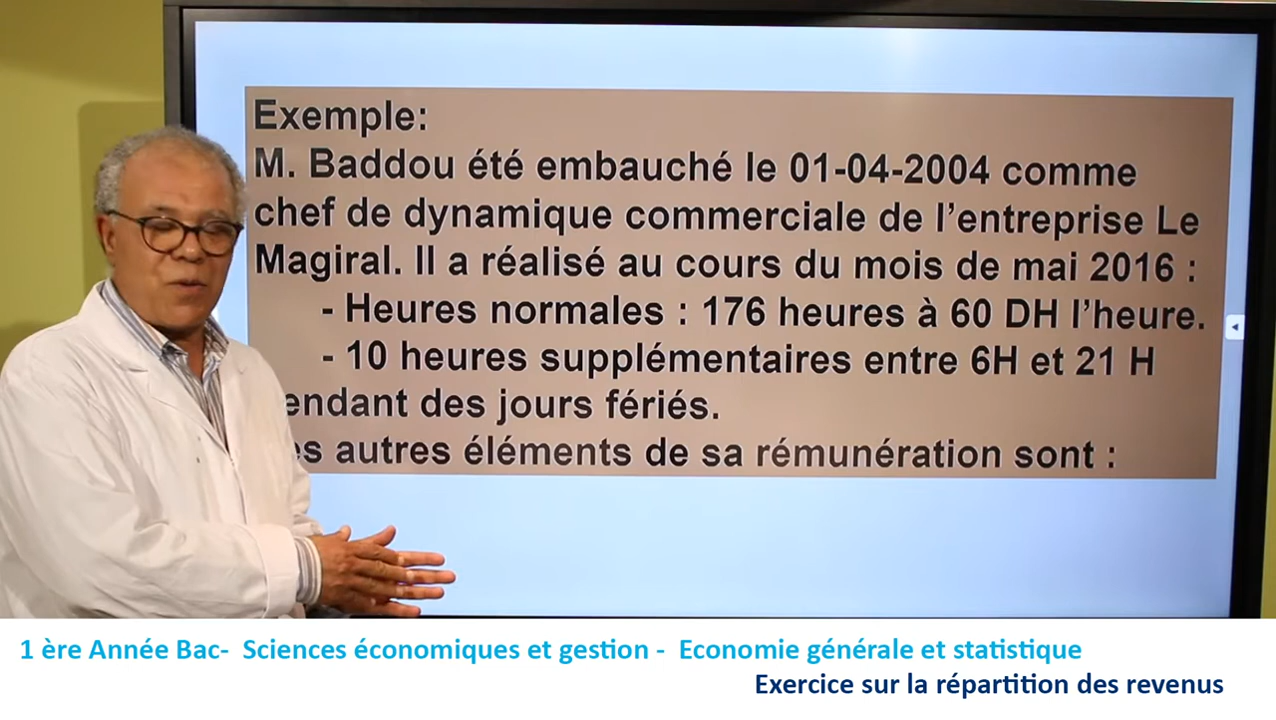 Exemple:
M. Baddou été embauché le 01-04-2004 comme
chef de dynamique commerciale de l'entreprise Le
Magiral. Il a réalisé au cours du mois de mai 2016 :
- Heures normales : 176 heures à 60 DH l'heure.
- 10 heures supplémentaires entre 6H et 21 H
endant des jours fériés.
es autres éléments de sa rémunération sont :
1 ère Année Bac- Sciences économiques et gestion - Economie générale et statistique
Exercice sur la répartition des revenus